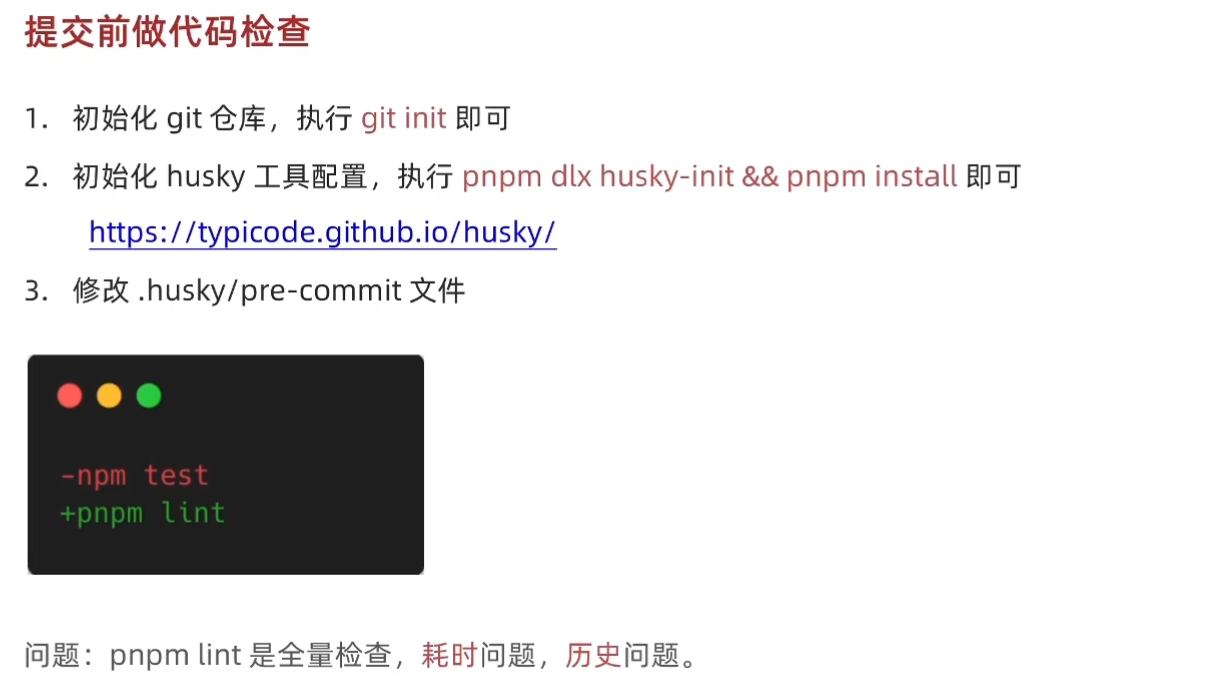 提交前做代码检查
1. 初始化 git 仓库，执行 git init 即可
2. 初始化 husky 工具配置，执行 pnpm dlx husky-init && pnpm install 即可
https://typicode.github.io/husky/
3. 修改 .husky/pre-commit 文件
-npm test
+pnpm lint
问题：pnpm lint 是全量检查，耗时问题，历史问题。